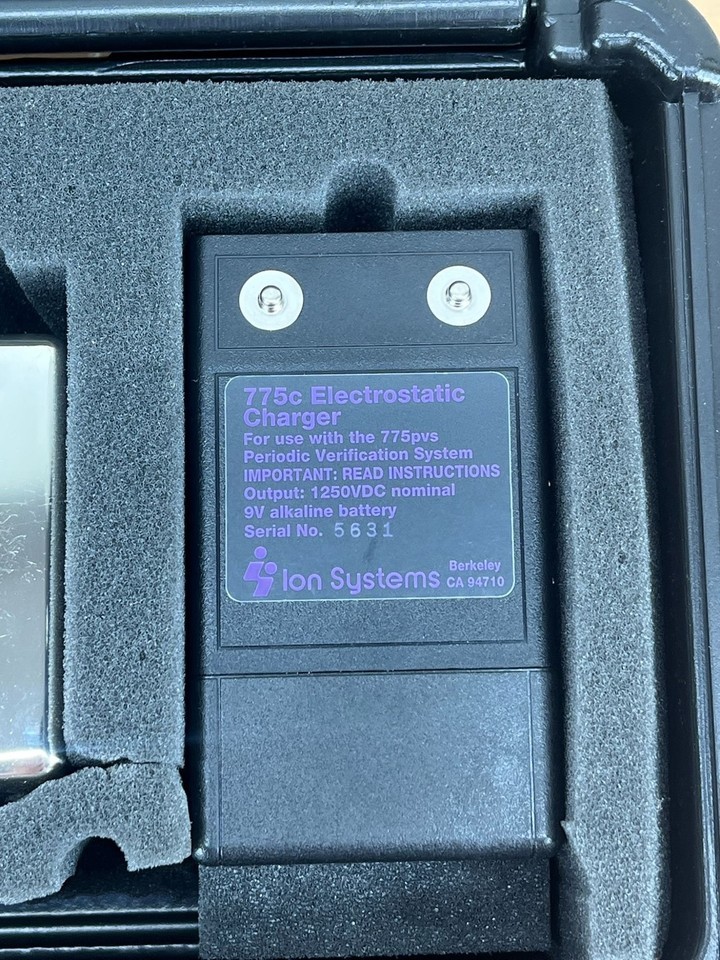 775c Electrostatic
Charger
For use with the 775pvs
Periodic Verification System
IMPORTANT: READ INSTRUCTIONS
Output: 1250VDC nominal
9V alkaline battery
Serial No. 5631
Ion Systems
Berkeley
CA 94710